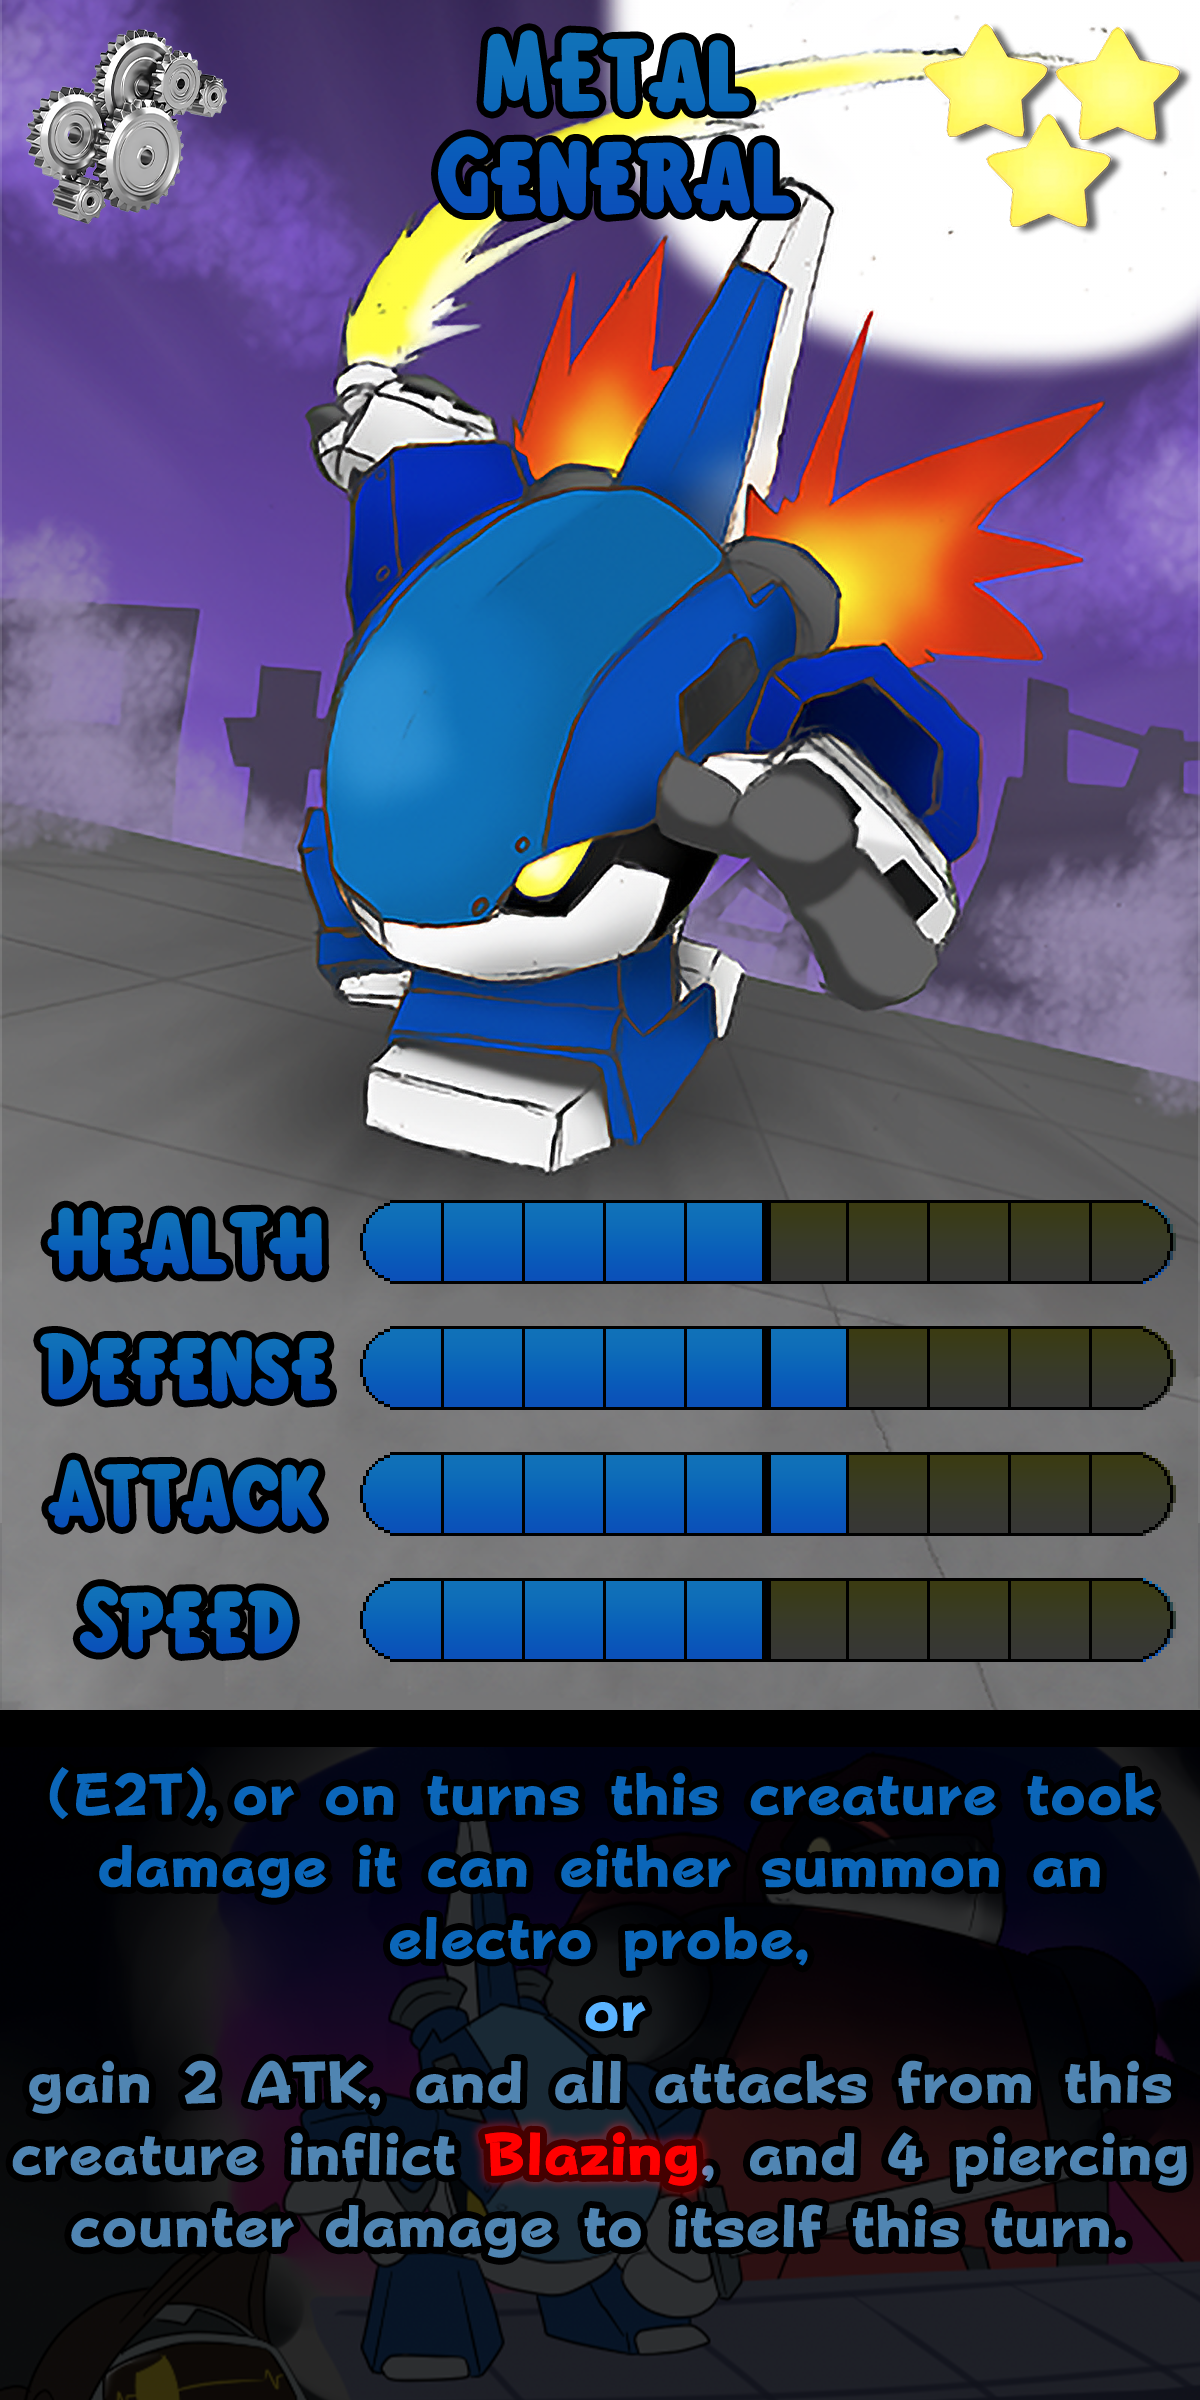 METAL
GENERAL
HEALTH
DEFENSE
ATTACK
SPEED
(E2T), or on turns this creature took
damage it can either summon an
electro probe,
or
gain 2 ATK, and all attacks from this
creature inflict Blazing, and 4 piercing
counter damage to itself this turn.